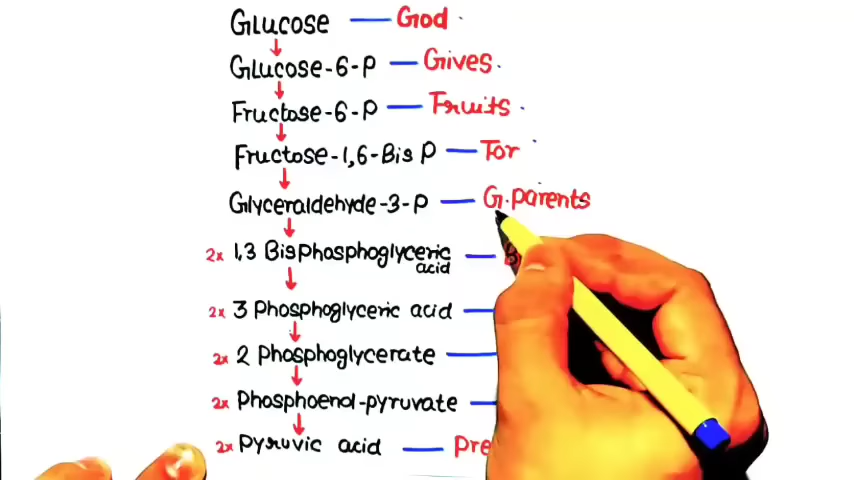 Glucose — God
Glucose-6-P — Gives
Fructose-6-P — Fruits
Fructose-1,6-Bis P — Tor
Glyceraldehyde-3-P — G.parents
2x 1,3 Bisphosphoglyceric acid —
2x 3 Phosphoglyceric acid —
2x 2 Phosphoglycerate —
2x Phosphoenol-pyruvate —
2x Pyruvic acid —